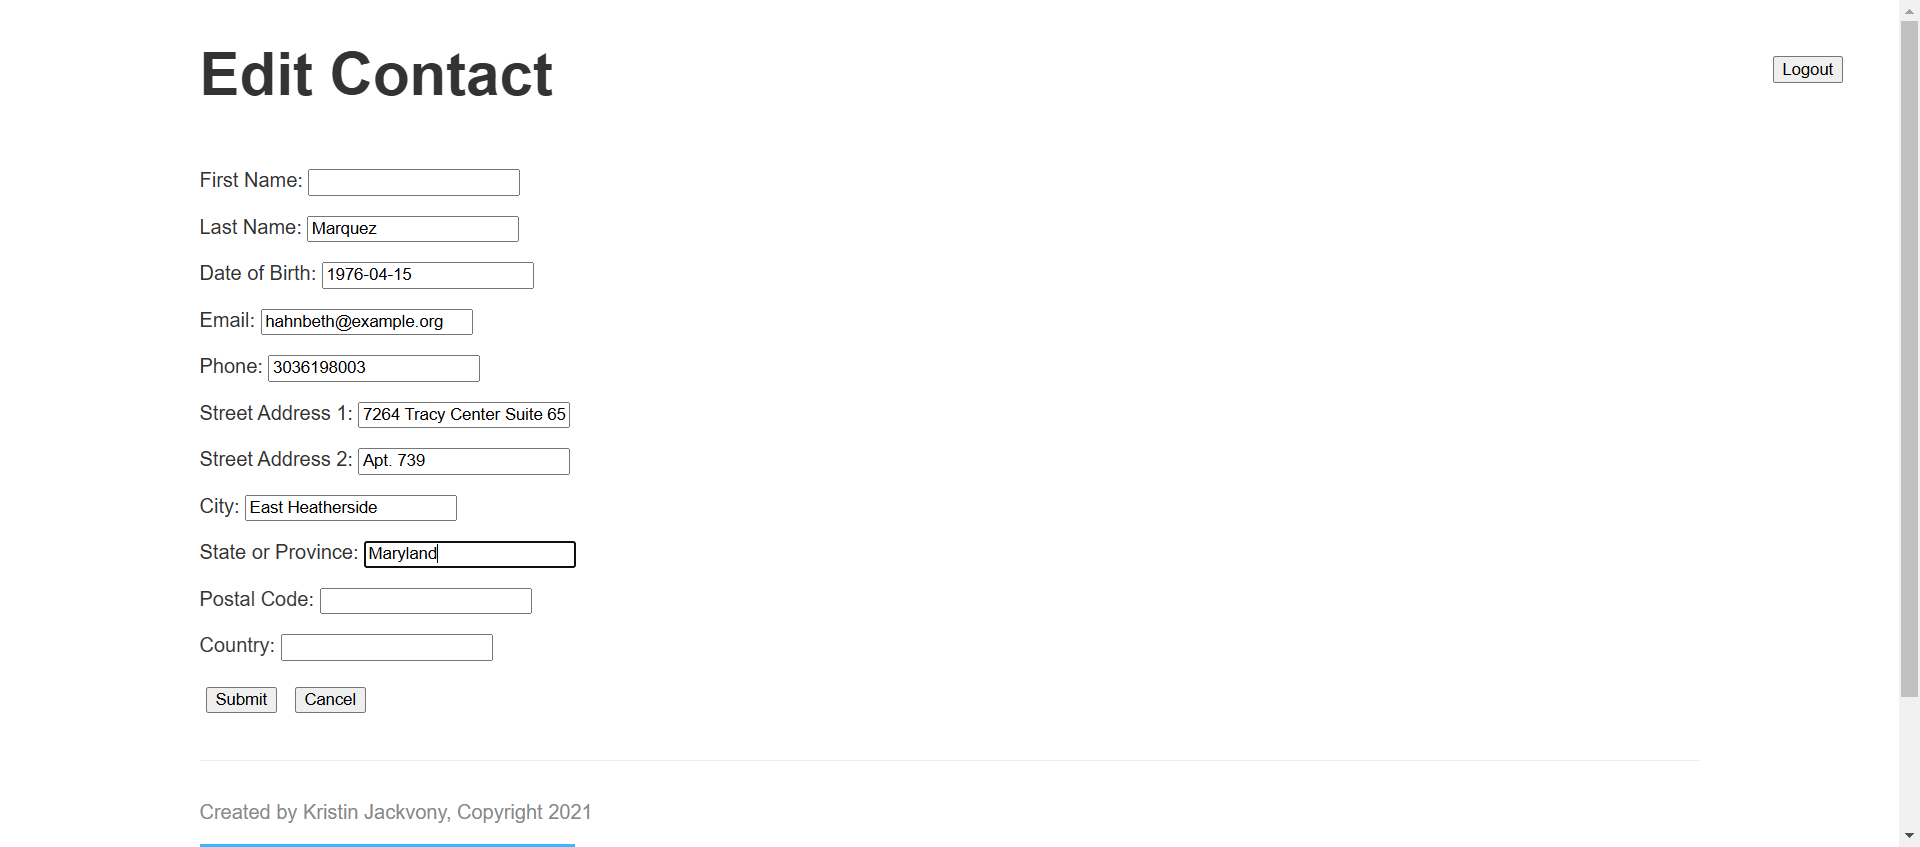 Edit Contact
Logout
First Name:
Last Name: Marquez
Date of Birth: 1976-04-15
Email: hahnbeth@example.org
Phone: 3036198003
Street Address 1: 7264 Tracy Center Suite 65
Street Address 2: Apt. 739
City: East Heatherside
State or Province: Maryland
Postal Code:
Country:
Submit Cancel
Created by Kristin Jackvony, Copyright 2021